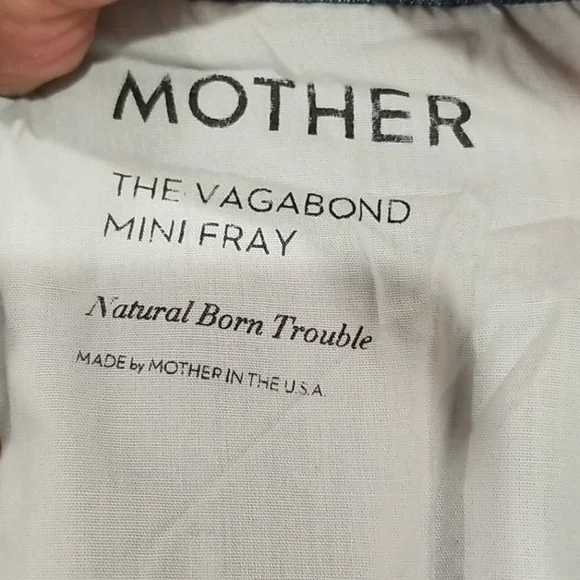 MOTHER
THE VAGABOND
MINI FRAY
Natural Born Trouble
MADE by MOTHER IN THE U.S.A.